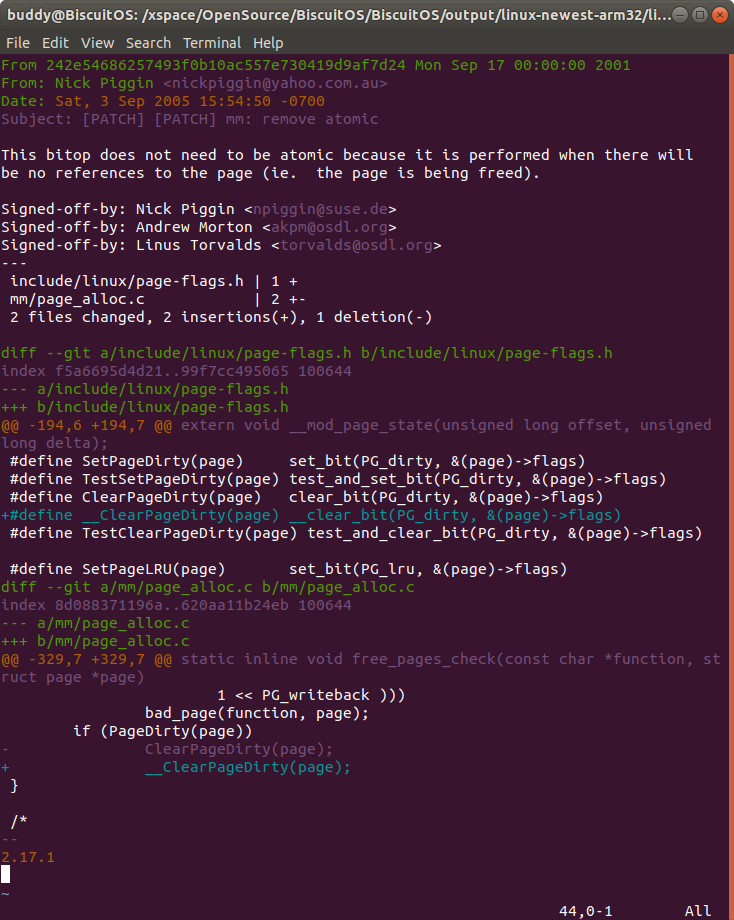 buddy@BiscuitOS: /xspace/OpenSource/BiscuitOS/BiscuitOS/output/linux-newest-arm32/li...
File Edit View Search Terminal Help
From 242e54686257493f0b10ac557e730419d9af7d24 Mon Sep 17 00:00:00 2001
From: Nick Piggin <nickpiggin@yahoo.com.au>
Date: Sat, 3 Sep 2005 15:54:50 -0700
Subject: [PATCH] [PATCH] mm: remove atomic

This bitop does not need to be atomic because it is performed when there will
be no references to the page (ie.  the page is being freed).

Signed-off-by: Nick Piggin <npiggin@suse.de>
Signed-off-by: Andrew Morton <akpm@osdl.org>
Signed-off-by: Linus Torvalds <torvalds@osdl.org>
---
 include/linux/page-flags.h | 1 +
 mm/page_alloc.c            | 2 +-
 2 files changed, 2 insertions(+), 1 deletion(-)

diff --git a/include/linux/page-flags.h b/include/linux/page-flags.h
index f5a6695d4d21..99f7cc495065 100644
--- a/include/linux/page-flags.h
+++ b/include/linux/page-flags.h
@@ -194,6 +194,7 @@ extern void __mod_page_state(unsigned long offset, unsigned
long delta);
 #define SetPageDirty(page)     set_bit(PG_dirty, &(page)->flags)
 #define TestSetPageDirty(page) test_and_set_bit(PG_dirty, &(page)->flags)
 #define ClearPageDirty(page)   clear_bit(PG_dirty, &(page)->flags)
+#define __ClearPageDirty(page) __clear_bit(PG_dirty, &(page)->flags)
 #define TestClearPageDirty(page) test_and_clear_bit(PG_dirty, &(page)->flags)

 #define SetPageLRU(page)       set_bit(PG_lru, &(page)->flags)
diff --git a/mm/page_alloc.c b/mm/page_alloc.c
index 8d088371196a..620aa11b24eb 100644
--- a/mm/page_alloc.c
+++ b/mm/page_alloc.c
@@ -329,7 +329,7 @@ static inline void free_pages_check(const char *function, st
ruct page *page)
                        1 << PG_writeback )))
                bad_page(function, page);
        if (PageDirty(page))
-               ClearPageDirty(page);
+               __ClearPageDirty(page);
 }

 /*
--
2.17.1

~
44,0-1        All